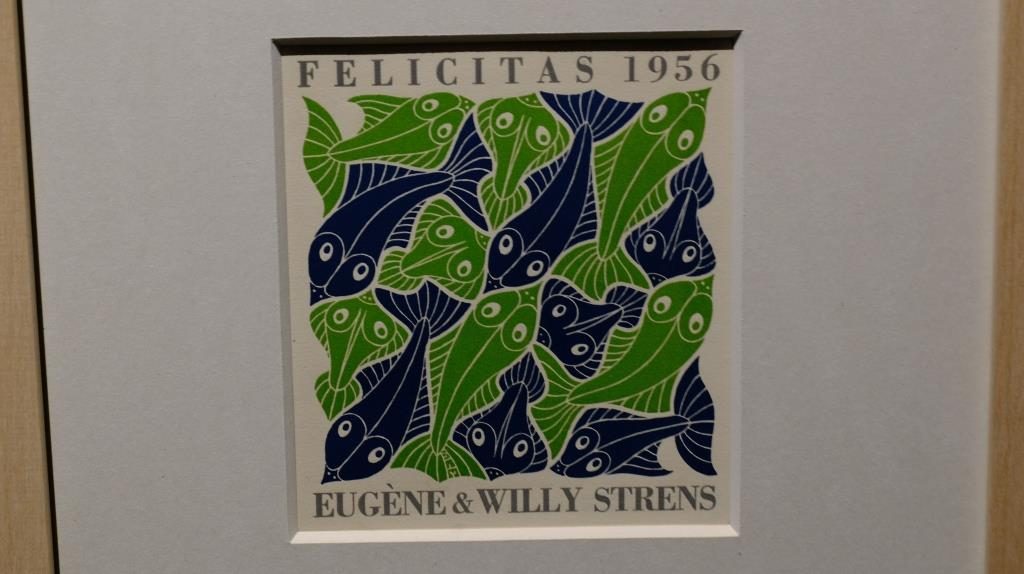 FELICITAS 1956
EUGÈNE & WILLY STRENS